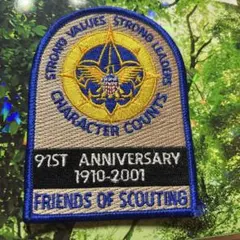 STRONG VALUES STRONG LEADERS
CHARACTER COUNTS
91ST ANNIVERSARY
1910-2001
FRIENDS OF SCOUTING